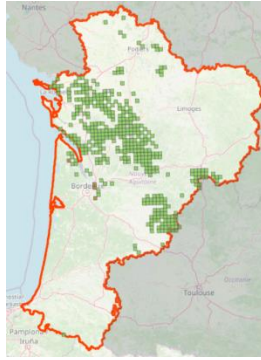 Nantes
Poitiers
Limoges
Bordeaux
Nouvelle
Aquitaine
Toulouse
Occitanie
Pamplona
Iruña